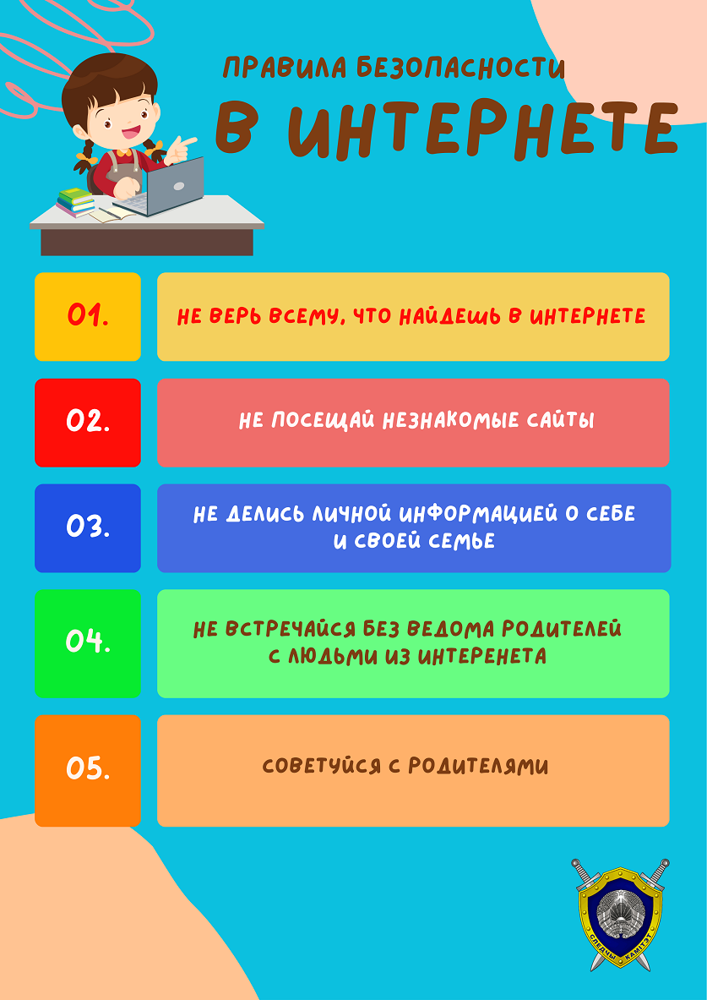 ПРАВИЛА БЕЗОПАСНОСТИ
В ИНТЕРНЕТЕ
01.
НЕ ВЕРЬ ВСЕМУ, ЧТО НАЙДЕШЬ В ИНТЕРНЕТЕ
02.
НЕ ПОСЕЩАЙ НЕЗНАКОМЫЕ САЙТЫ
03.
НЕ ДЕЛИСЬ ЛИЧНОЙ ИНФОРМАЦИЕЙ О СЕБЕ
И СВОЕЙ СЕМЬЕ
04.
НЕ ВСТРЕЧАЙСЯ БЕЗ ВЕДОМА РОДИТЕЛЕЙ
С ЛЮДЬМИ ИЗ ИНТЕРЕНЕТА
05.
СОВЕТУЙСЯ С РОДИТЕЛЯМИ
СЛЕДЧЫ КАМІТЭТ